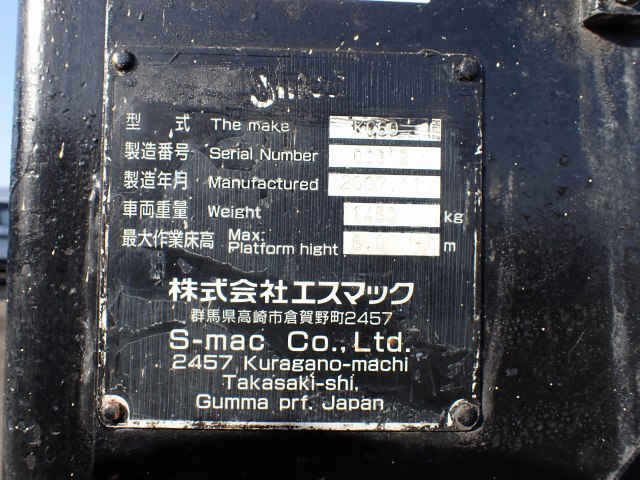 型式 The make
製造番号 Serial Number
製造年月 Manufactured 2007.11
車両重量 Weight kg
最大作業床高 Max. Platform hight m
株式会社エスマック
群馬県高崎市倉賀野町2457
S-mac Co.,Ltd.
2457 Kuragano-machi
Takasaki-shi,
Gumma prf. Japan